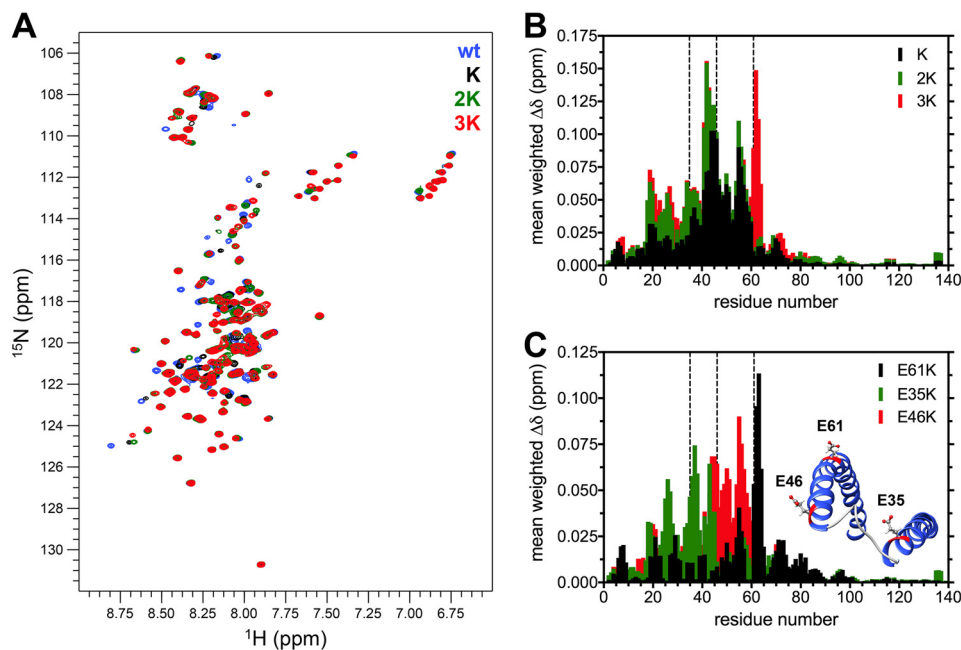 A
wt
K
2K
3K
106
108
110
112
114
116
118
120
122
124
126
128
130
8.75
8.50
8.25
8.00
7.75
7.50
7.25
7.00
6.75
¹H (ppm)
¹⁵N (ppm)
B
K
2K
3K
0.175
0.150
0.125
0.100
0.075
0.050
0.025
0.000
0 20 40 60 80 100 120 140
residue number
mean weighted Δδ (ppm)
C
E61K
E35K
E46K
E61
E46
E35
0.125
0.100
0.075
0.050
0.025
0.000
0 20 40 60 80 100 120 140
residue number
mean weighted Δδ (ppm)